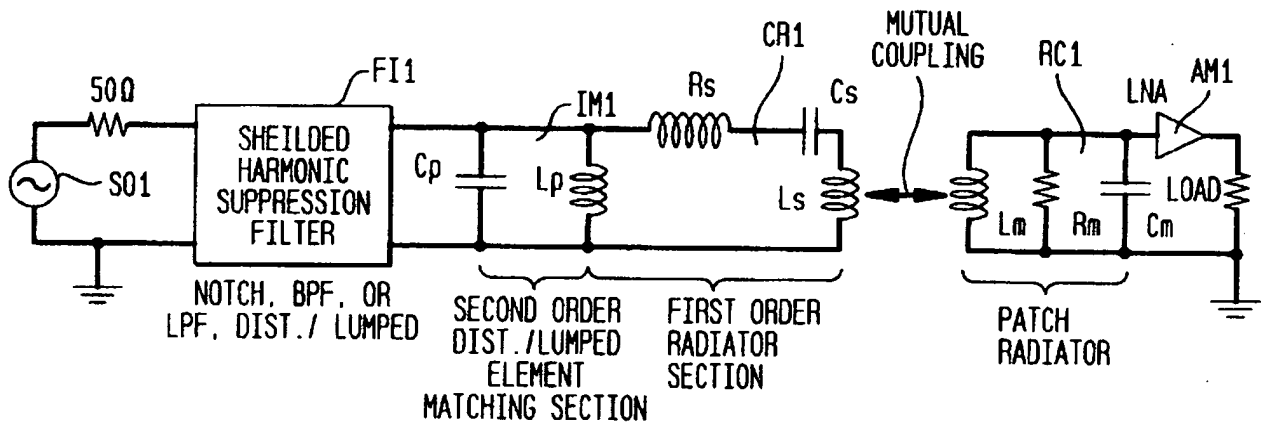 50Ω
SO1
FI1
SHEILDED
HARMONIC
SUPPRESSION
FILTER
NOTCH, BPF, OR
LPF, DIST./ LUMPED
IM1
Cp
Lp
Rs
CR1
Cs
Ls
SECOND ORDER
DIST./LUMPED
ELEMENT
MATCHING SECTION
FIRST ORDER
RADIATOR
SECTION
MUTUAL
COUPLING
RC1
LNA
AM1
Lm
Rm
Cm
LOAD
PATCH
RADIATOR